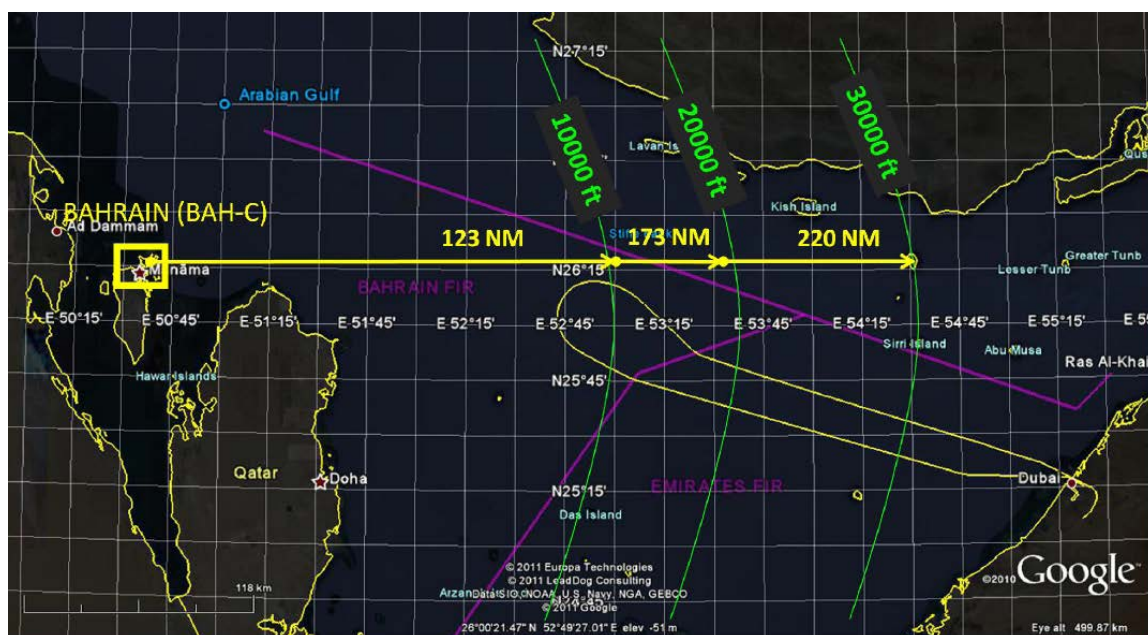 N27°15'
Arabian Gulf
10000 ft
20000 ft
30000 ft
Lavan Is
Kish Island
BAHRAIN (BAH-C)
Ad Dammam
123 NM
173 NM
220 NM
Manama
N26°15'
Greater Tunb
Lesser Tunb
BAHRAIN FIR
E 50°15'
E 50°45'
E 51°15'
E 51°45'
E 52°15'
E 52°45'
E 53°15'
E 53°45'
E 54°15'
E 54°45'
E 55°15'
Sirri Island
Abu Musa
Ras Al-Khai
Hawar Islands
N25°45'
Qatar
Doha
N25°15'
EMIRATES FIR
Dubai
Das Island
© 2011 Europa Technologies
© 2011 LeadDog Consulting
Data SIO, NOAA, U.S. Navy, NGA, GEBCO
© 2011 Google
©2010 Google
118 km
Arzan
26°00'21.47" N 52°49'27.01" E elev -51 m
Eye alt 499.87 km